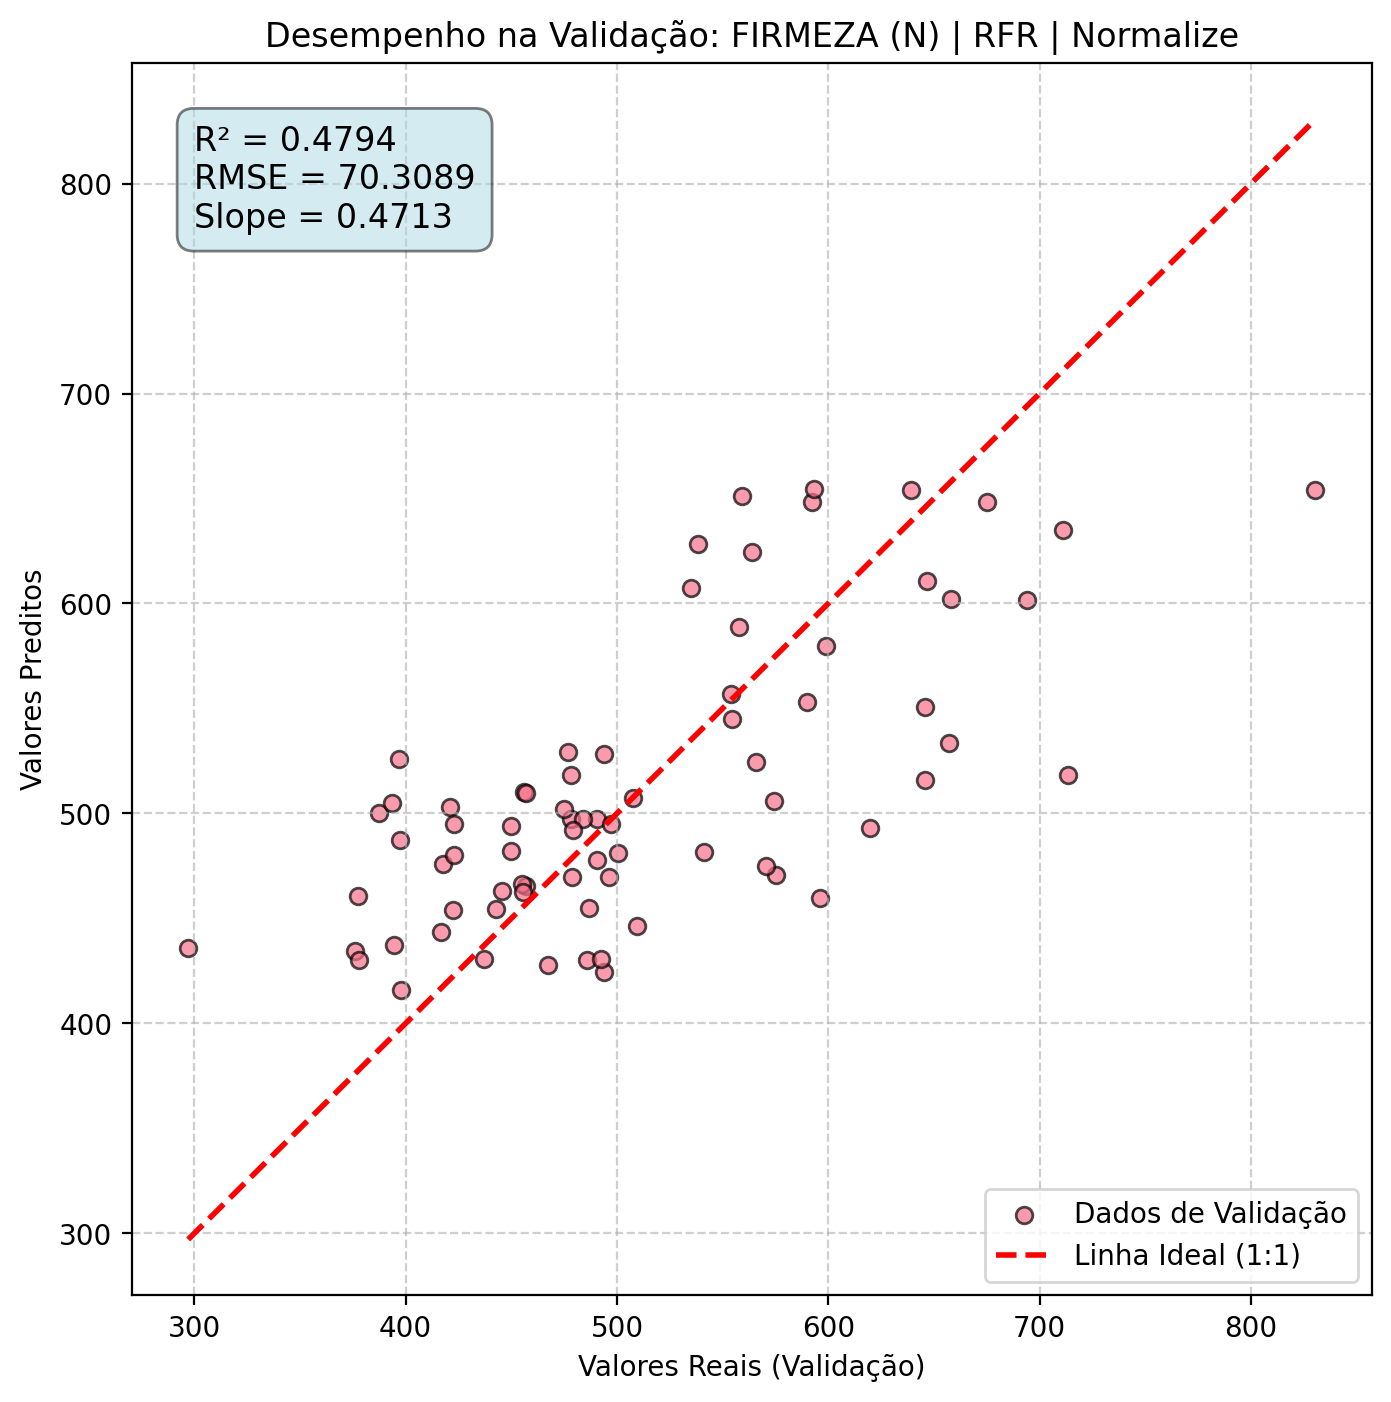 Desempenho na Validação: FIRMEZA (N) | RFR | Normalize
R² = 0.4794
RMSE = 70.3089
Slope = 0.4713
800
700
600
500
400
300
Valores Preditos
Dados de Validação
Linha Ideal (1:1)
300 400 500 600 700 800
Valores Reais (Validação)